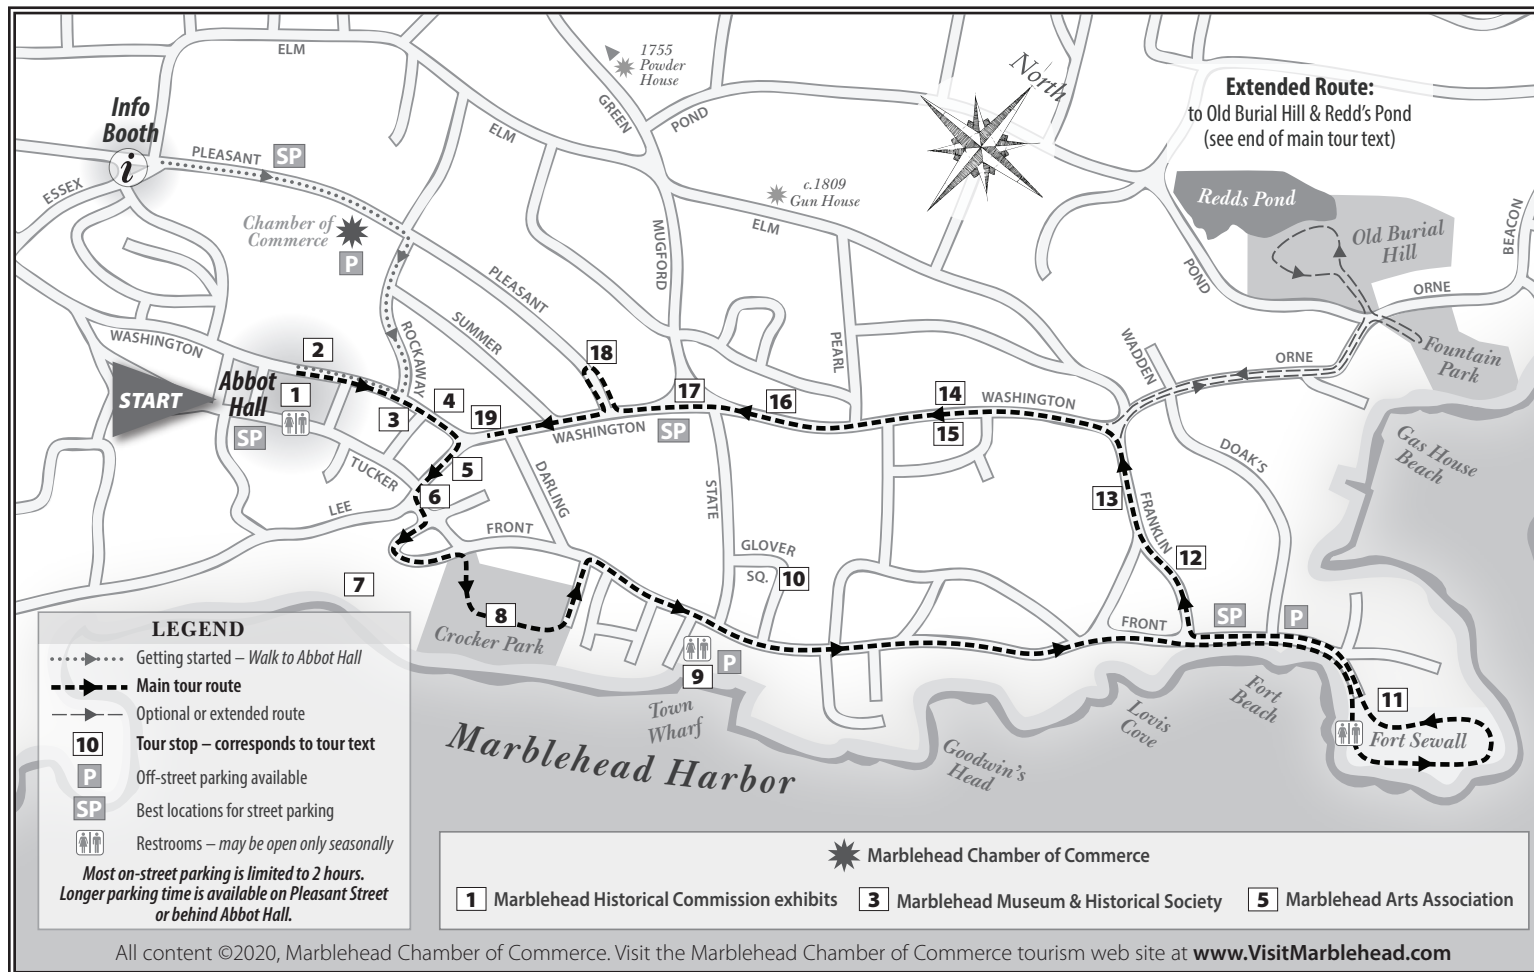 ELM
1755
Powder
House
North
Extended Route:
to Old Burial Hill & Redd's Pond
(see end of main tour text)
Info
Booth
i
GREEN
POND
ELM
PLEASANT
SP
ESSEX
Chamber of
Commerce
P
c.1809
Gun House
ELM
MUGFORD
Redds Pond
Old Burial
Hill
BEACON
POND
ORNE
PLEASANT
SUMMER
ROCKAWAY
WASHINGTON
2
18
PEARL
WADDEN
ORNE
Fountain
Park
START
Abbot
Hall
1
SP
3
4
19
17
16
14
WASHINGTON
15
WASHINGTON
SP
Gas House
Beach
TUCKER
5
6
DARLING
STATE
DOAK'S
13
FRANKLIN
LEE
FRONT
GLOVER
SQ.
10
12
7
8
Crocker Park
FRONT
SP
P
9
P
Town
Wharf
Fort
Beach
11
Fort Sewall
Lovis
Cove
Goodwin's
Head
Marblehead Harbor
LEGEND
Getting started – Walk to Abbot Hall
Main tour route
Optional or extended route
10 Tour stop – corresponds to tour text
P Off-street parking available
SP Best locations for street parking
Restrooms – may be open only seasonally
Most on-street parking is limited to 2 hours.
Longer parking time is available on Pleasant Street
or behind Abbot Hall.
Marblehead Chamber of Commerce
1 Marblehead Historical Commission exhibits 3 Marblehead Museum & Historical Society 5 Marblehead Arts Association
All content ©2020, Marblehead Chamber of Commerce. Visit the Marblehead Chamber of Commerce tourism web site at www.VisitMarblehead.com